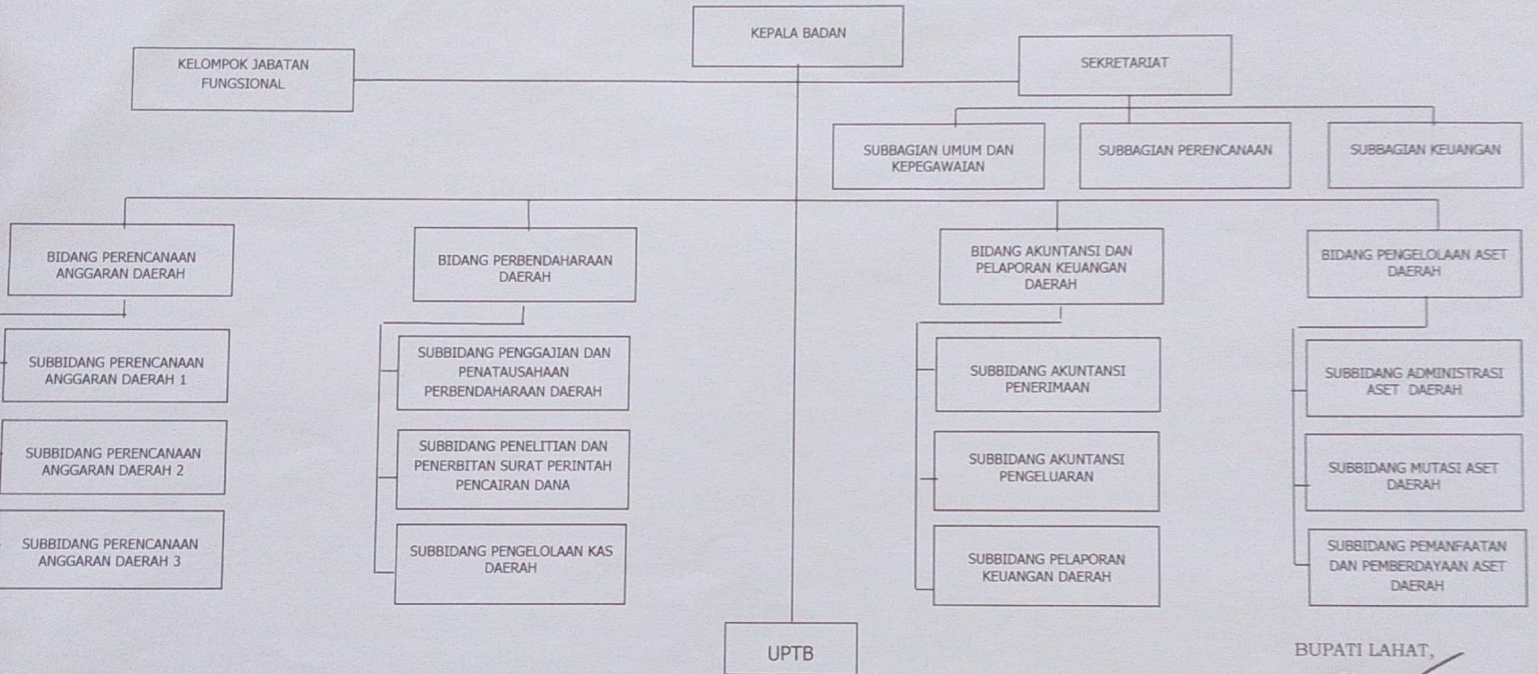 KEPALA BADAN
KELOMPOK JABATAN
FUNGSIONAL
SEKRETARIAT
SUBBAGIAN UMUM DAN
KEPEGAWAIAN
SUBBAGIAN PERENCANAAN
SUBBAGIAN KEUANGAN
BIDANG PERENCANAAN
ANGGARAN DAERAH
BIDANG PERBENDAHARAAN
DAERAH
BIDANG AKUNTANSI DAN
PELAPORAN KEUANGAN
DAERAH
BIDANG PENGELOLAAN ASET
DAERAH
SUBBIDANG PERENCANAAN
ANGGARAN DAERAH 1
SUBBIDANG PENGGAJIAN DAN
PENATAUSAHAAN
PERBENDAHARAAN DAERAH
SUBBIDANG AKUNTANSI
PENERIMAAN
SUBBIDANG ADMINISTRASI
ASET DAERAH
SUBBIDANG PERENCANAAN
ANGGARAN DAERAH 2
SUBBIDANG PENELITIAN DAN
PENERBITAN SURAT PERINTAH
PENCAIRAN DANA
SUBBIDANG AKUNTANSI
PENGELUARAN
SUBBIDANG MUTASI ASET
DAERAH
SUBBIDANG PERENCANAAN
ANGGARAN DAERAH 3
SUBBIDANG PENGELOLAAN KAS
DAERAH
SUBBIDANG PELAPORAN
KEUANGAN DAERAH
SUBBIDANG PEMANFAATAN
DAN PEMBERDAYAAN ASET
DAERAH
UPTB
BUPATI LAHAT,